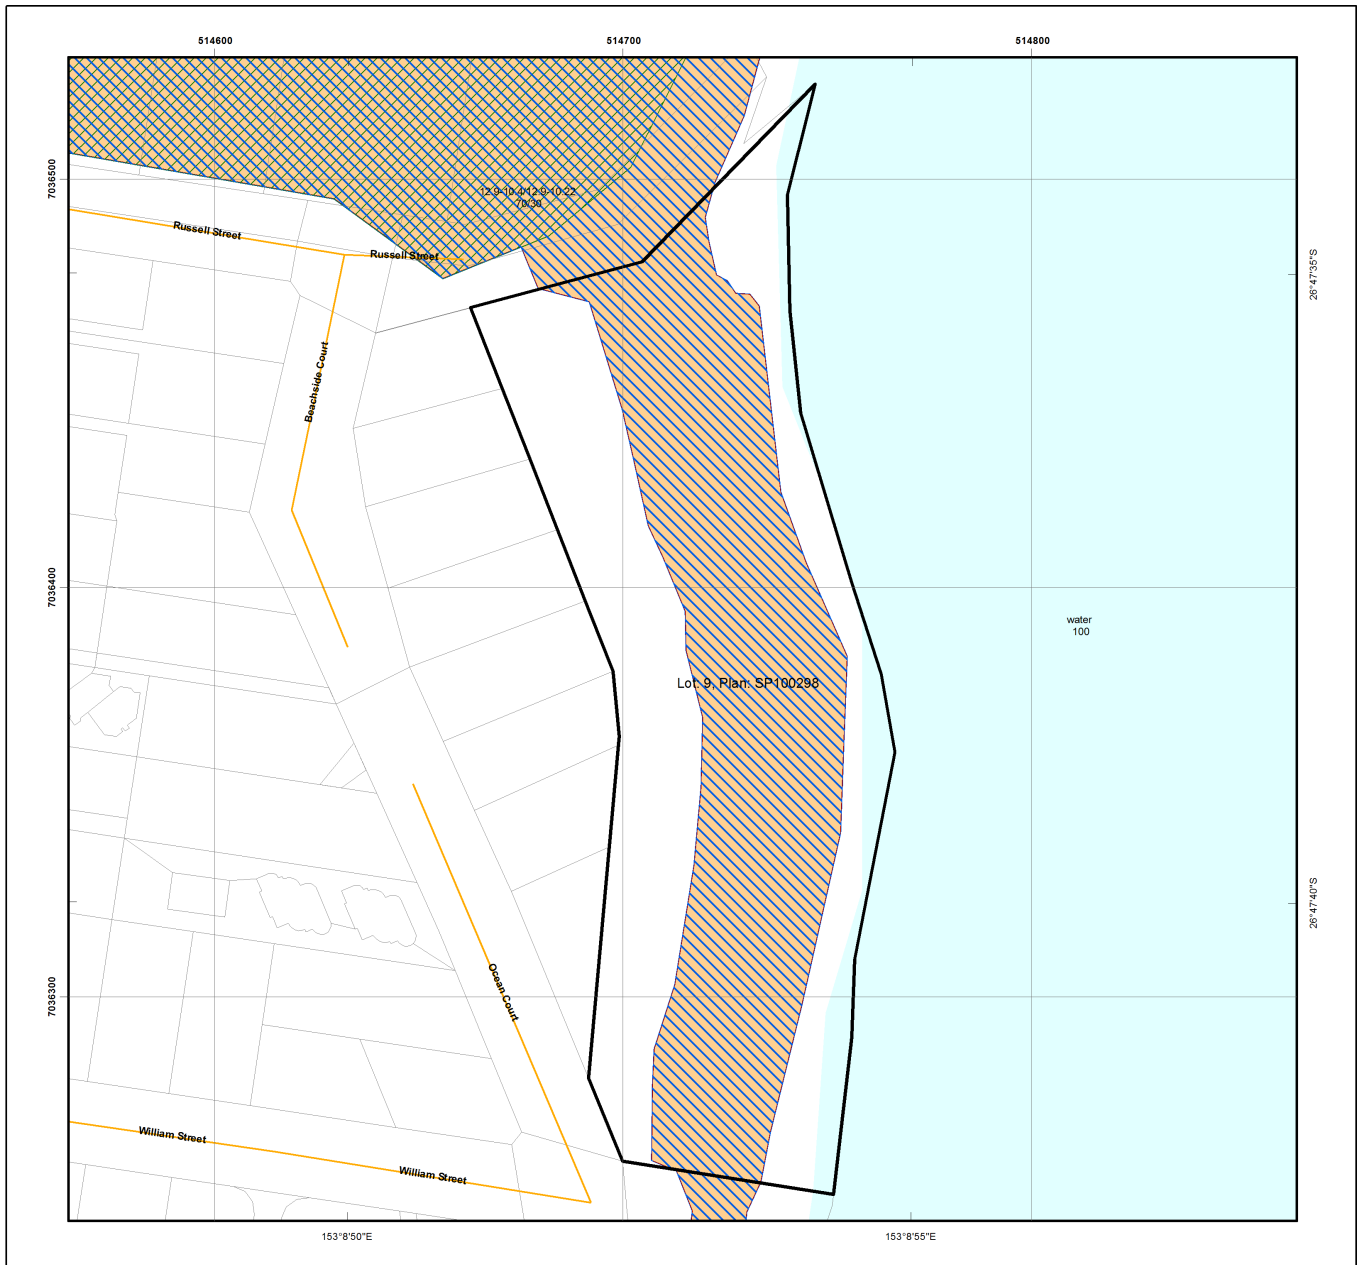 514600
514700
514800
7036500
12.9-10.4/12.9-10.22
70/30
Russell Street
Russell Street
26°47'35"S
Beachside Court
7036400
water
100
Lot: 9, Plan: SP100298
26°47'40"S
Ocean Court
7036300
William Street
William Street
153°8'50"E
153°8'55"E